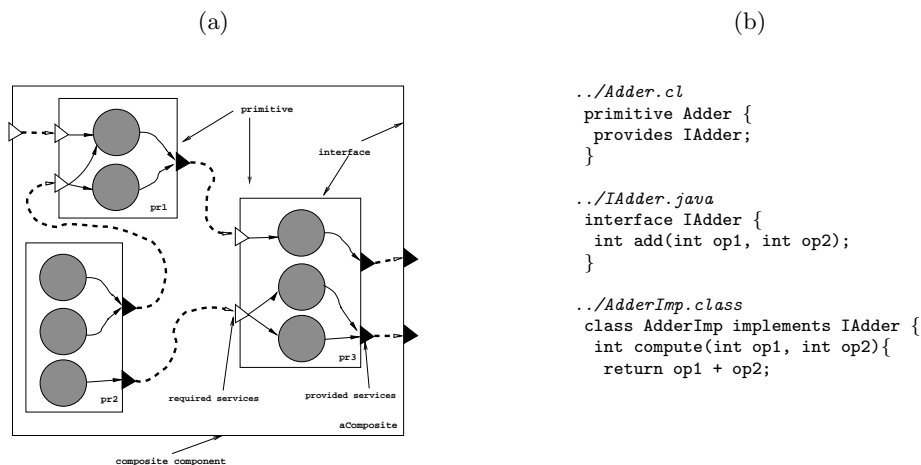 (a)
primitive
interface
pr1
pr2
pr3
required services
provided services
aComposite
composite component
(b)
../Adder.cl
primitive Adder {
provides IAdder;
}
../IAdder.java
interface IAdder {
int add(int op1, int op2);
}
../AdderImp.class
class AdderImp implements IAdder {
int compute(int op1, int op2){
return op1 + op2;